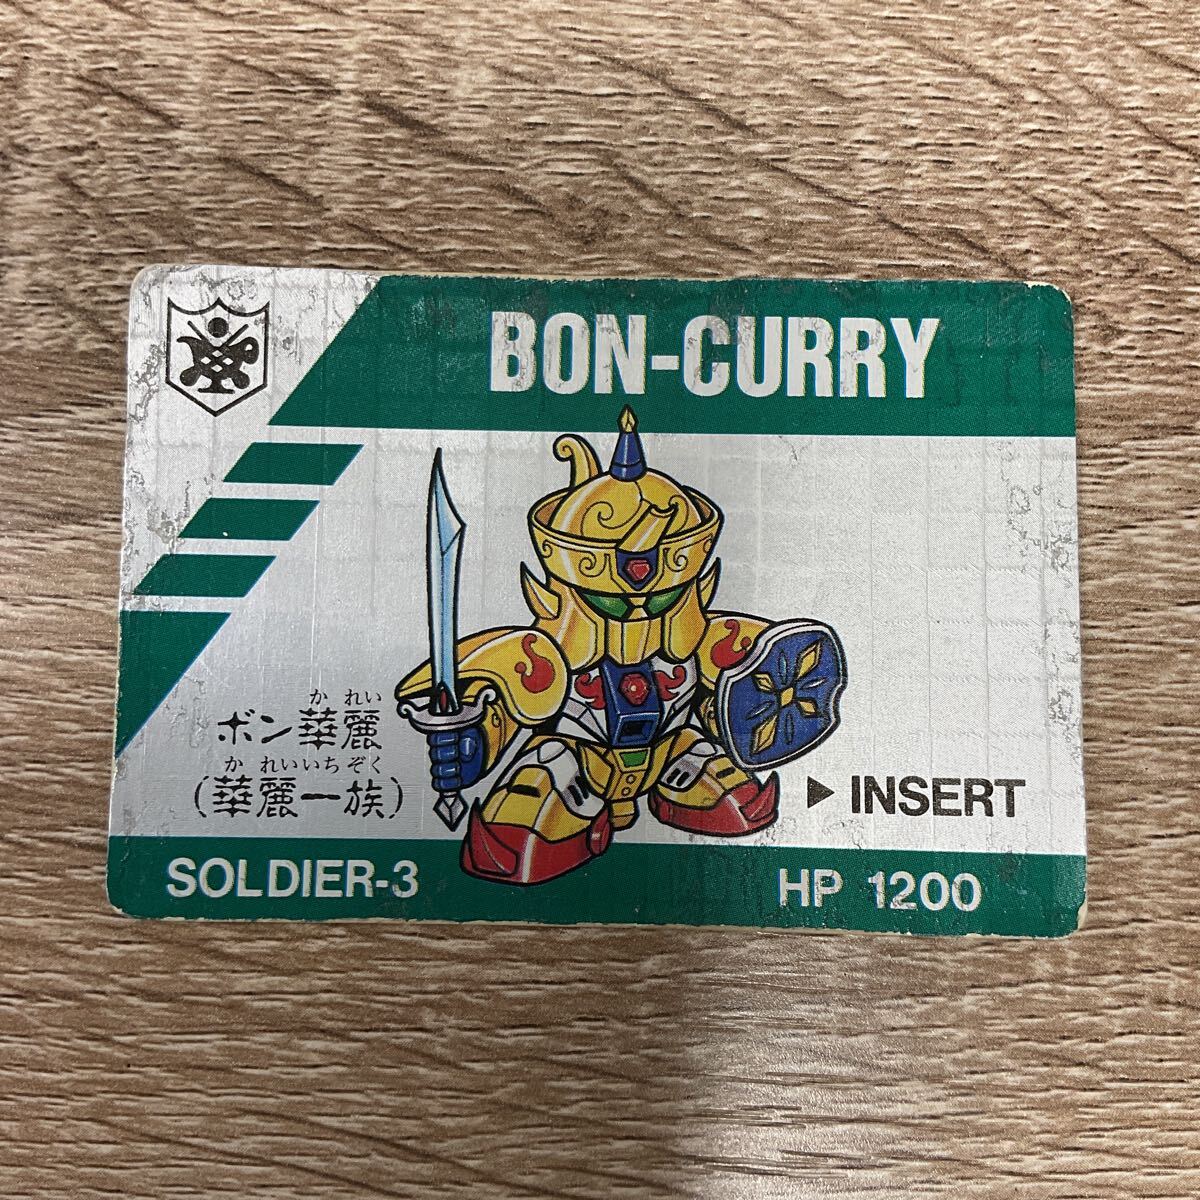 BON-CURRY
かれい
ボン華麗
かれいいちぞく
(華麗一族)
▶ INSERT
SOLDIER-3
HP 1200